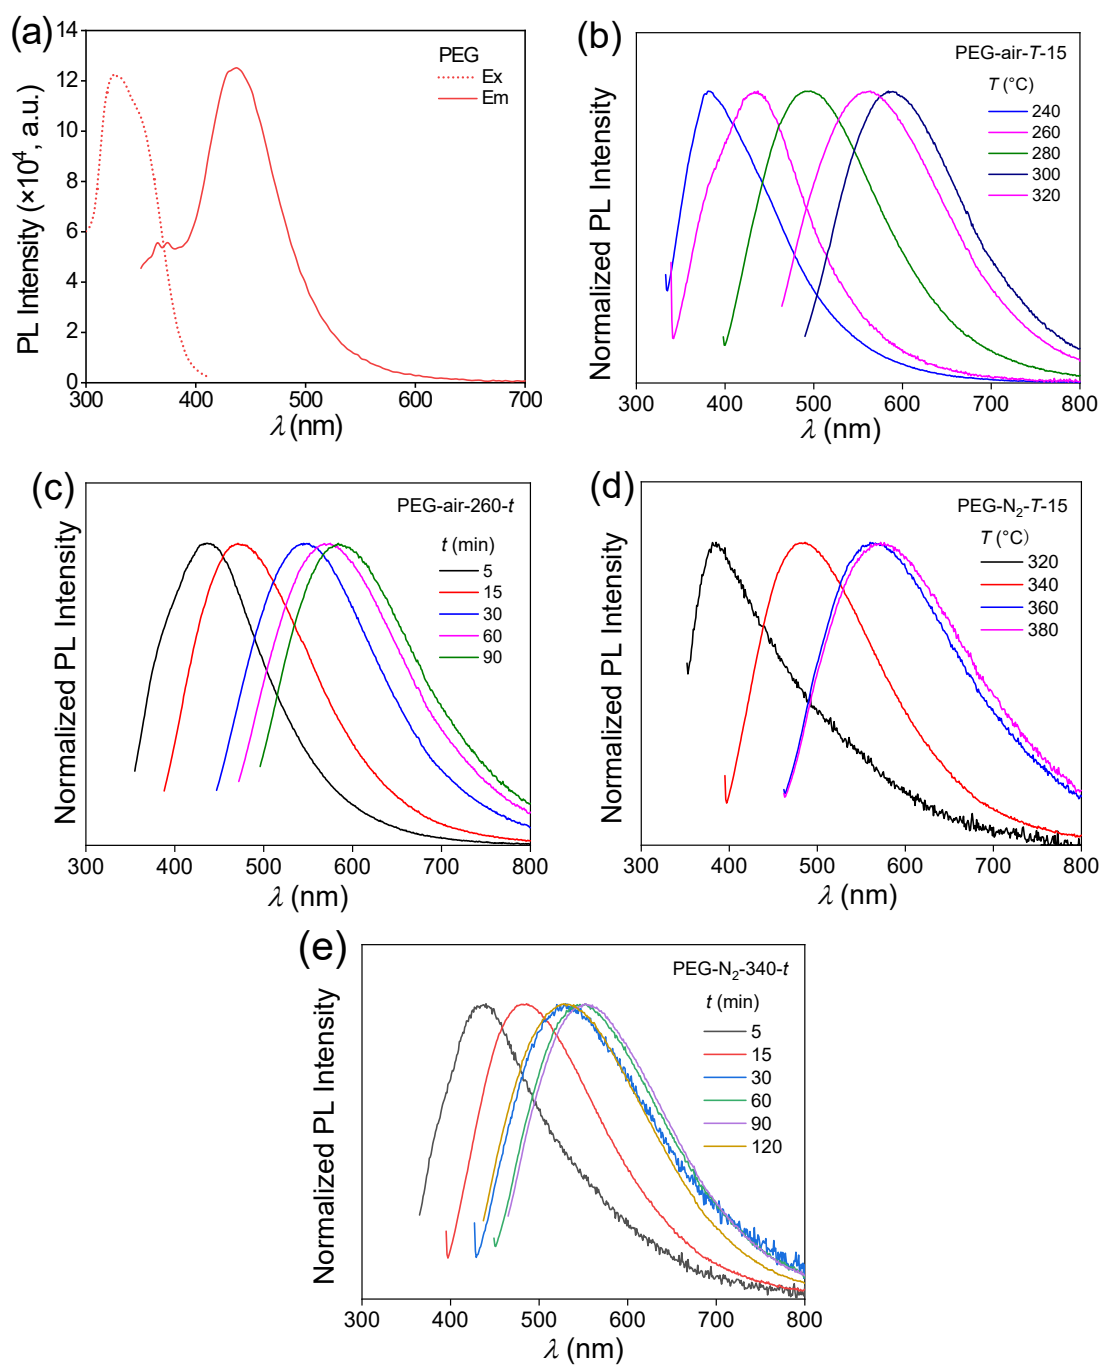 (a)
PEG
Ex
Em
PL Intensity (×10⁴, a.u.)
14
12
10
8
6
4
2
0
300 400 500 600 700
λ (nm)
(b)
PEG-air-T-15
T (°C)
240
260
280
300
320
Normalized PL Intensity
300 400 500 600 700 800
λ (nm)
(c)
PEG-air-260-t
t (min)
5
15
30
60
90
Normalized PL Intensity
300 400 500 600 700 800
λ (nm)
(d)
PEG-N₂-T-15
T (°C)
320
340
360
380
Normalized PL Intensity
300 400 500 600 700 800
λ (nm)
(e)
PEG-N₂-340-t
t (min)
5
15
30
60
90
120
Normalized PL Intensity
300 400 500 600 700 800
λ (nm)